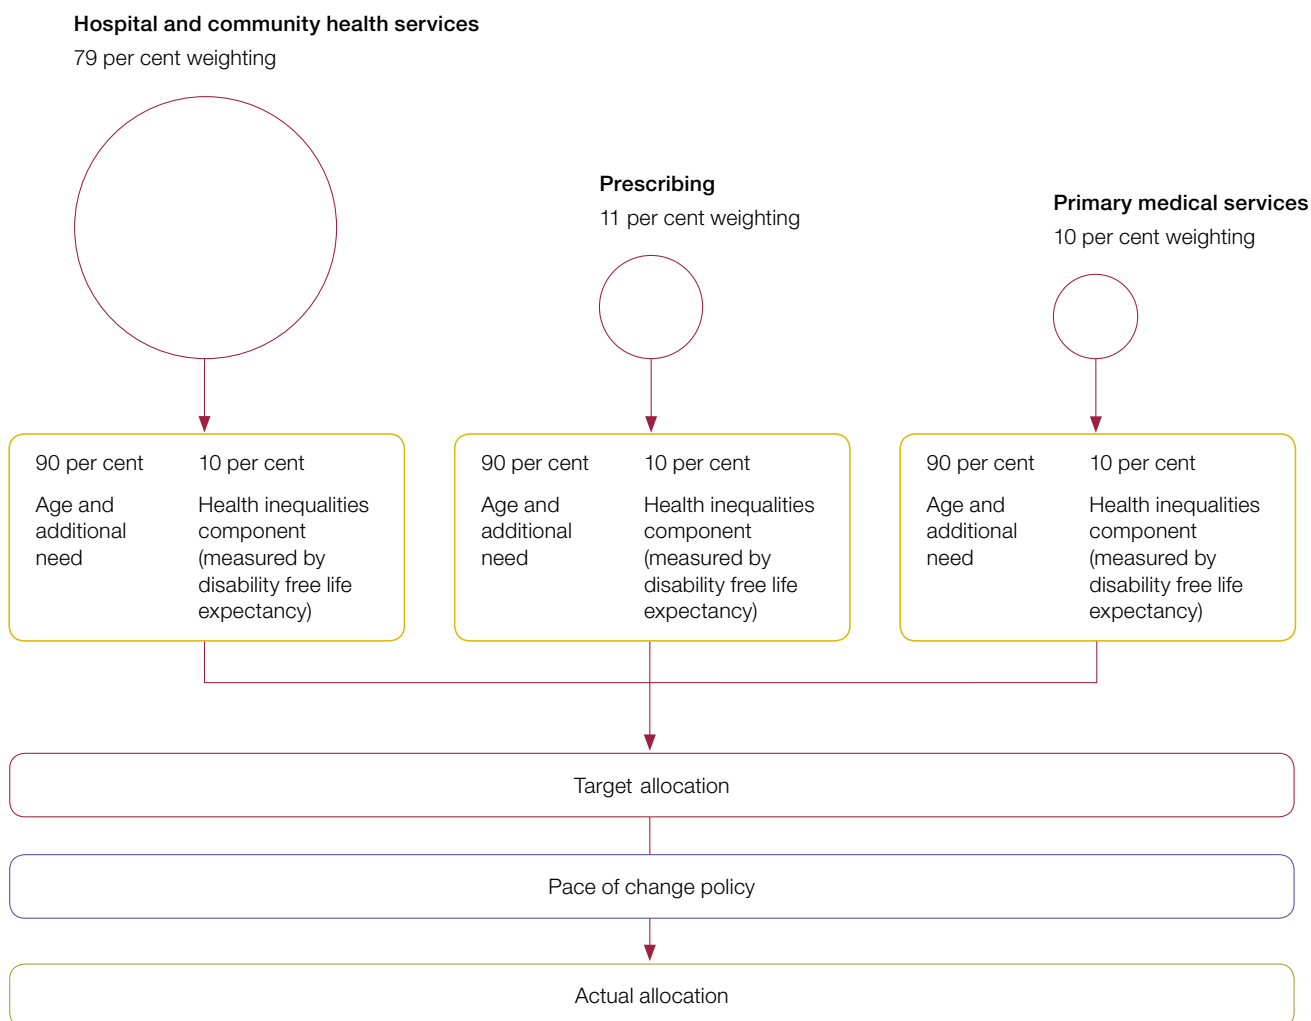 Hospital and community health services
79 per cent weighting
Prescribing
11 per cent weighting
Primary medical services
10 per cent weighting
90 per cent
Age and
additional
need
10 per cent
Health inequalities
component
(measured by
disability free life
expectancy)
90 per cent
Age and
additional
need
10 per cent
Health inequalities
component
(measured by
disability free life
expectancy)
90 per cent
Age and
additional
need
10 per cent
Health inequalities
component
(measured by
disability free life
expectancy)
Target allocation
Pace of change policy
Actual allocation